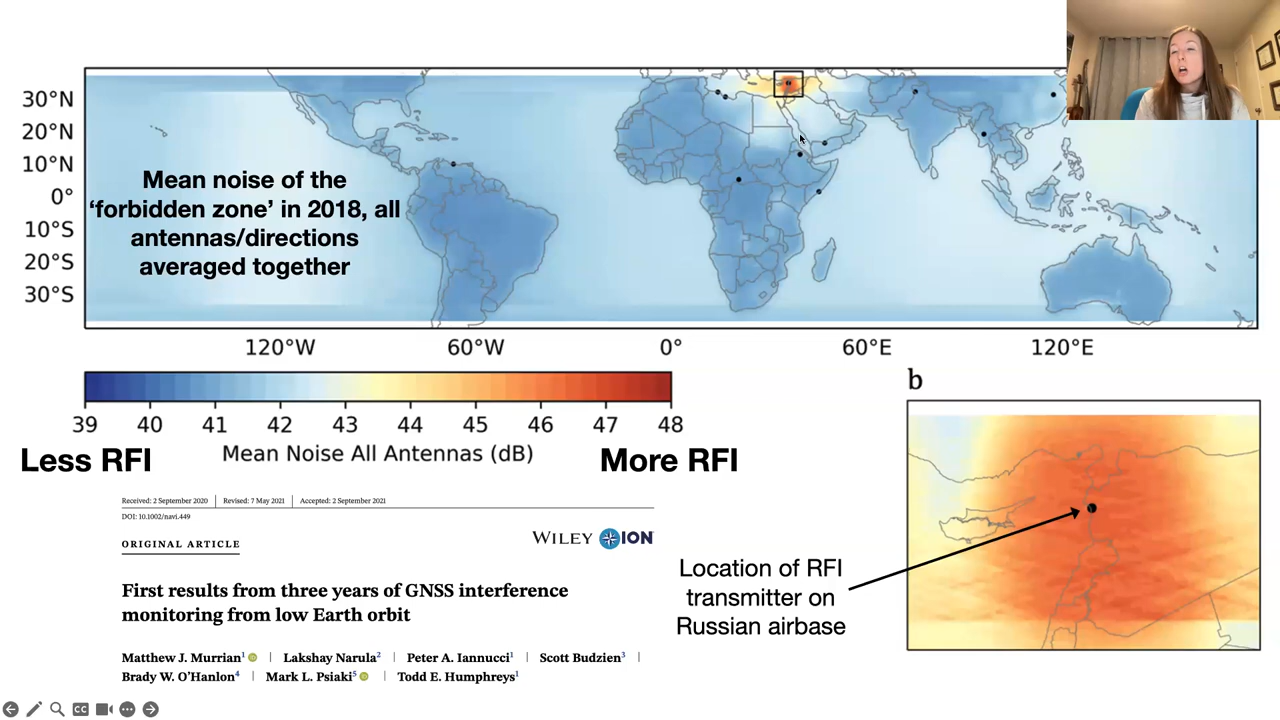 30°N
20°N
10°N
0°
10°S
20°S
30°S
Mean noise of the
‘forbidden zone’ in 2018, all
antennas/directions
averaged together
120°W
60°W
0°
60°E
120°E
39
40
41
42
43
44
45
46
47
48
Less RFI
Mean Noise All Antennas (dB)
More RFI
b
Received: 2 September 2020 | Revised: 7 May 2021 | Accepted: 2 September 2021
DOI: 10.1002/navi.449
ORIGINAL ARTICLE
WILEY ION
First results from three years of GNSS interference
monitoring from low Earth orbit
Matthew J. Murrian1 | Lakshay Narula2 | Peter A. Iannucci1 | Scott Budzien3 |
Brady W. O'Hanlon4 | Mark L. Psiaki5 | Todd E. Humphreys1
Location of RFI
transmitter on
Russian airbase
CC